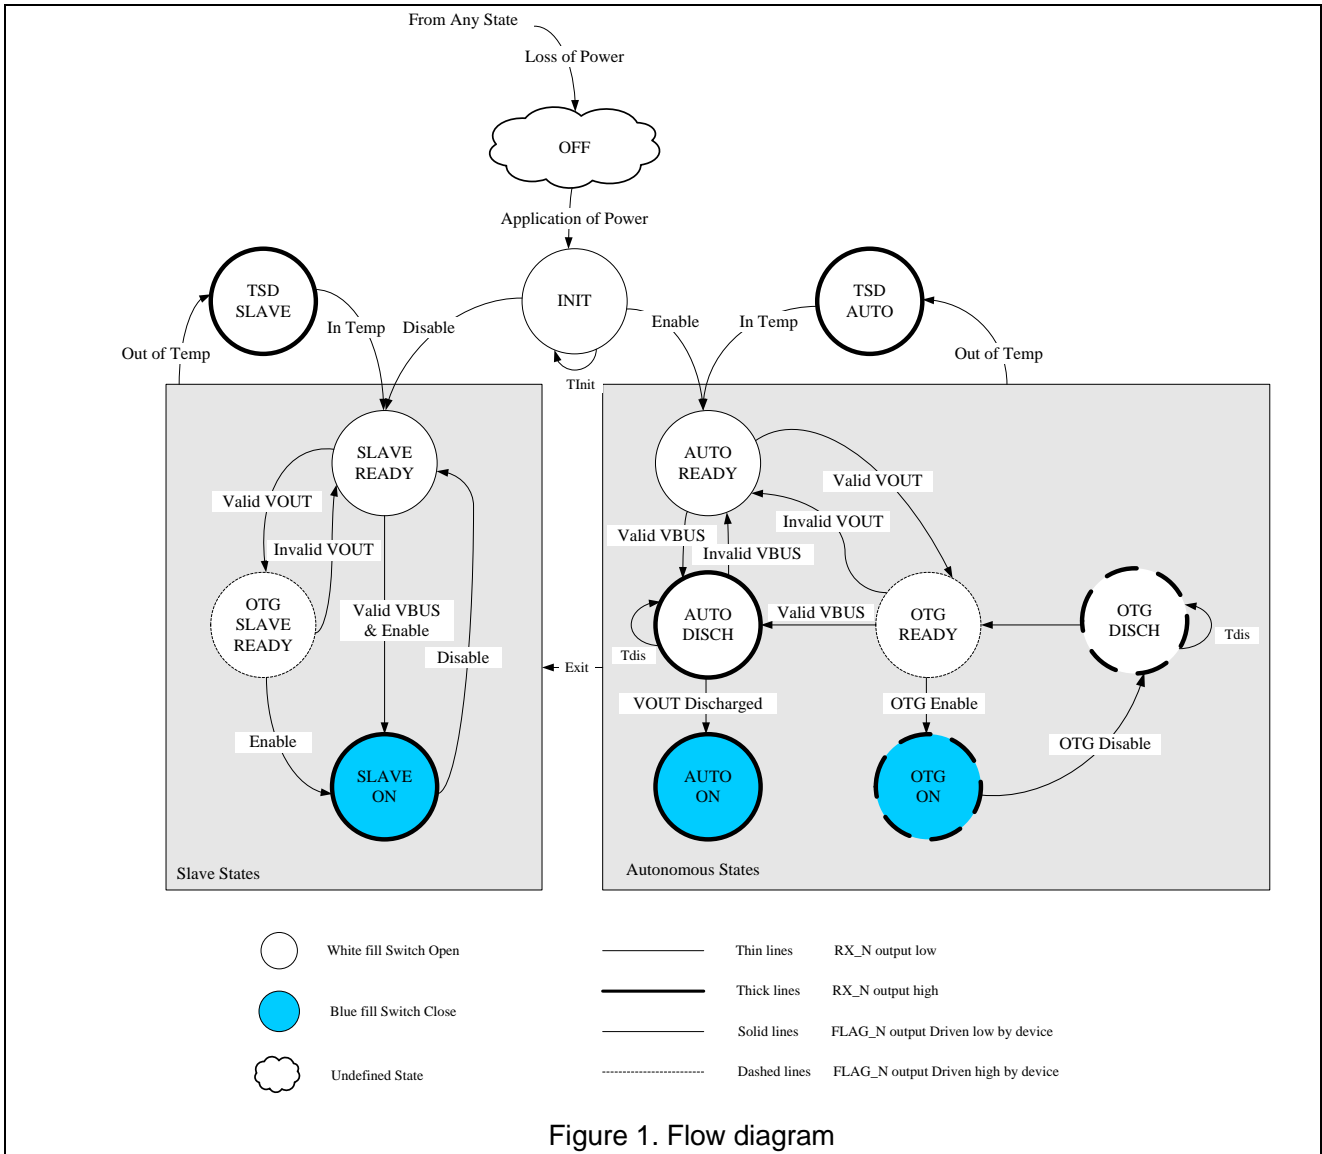 From Any State
Loss of Power
OFF
Application of Power
TSD
SLAVE
INIT
TSD
AUTO
In Temp
Disable
Enable
In Temp
Out of Temp
Out of Temp
TInit
SLAVE
READY
AUTO
READY
Valid VOUT
Valid VOUT
Invalid VOUT
Valid VBUS
Invalid VOUT
Invalid VBUS
OTG
SLAVE
READY
Valid VBUS
& Enable
Disable
AUTO
DISCH
Valid VBUS
OTG
READY
OTG
DISCH
Tdis
Tdis
Exit
VOUT Discharged
OTG Enable
Enable
OTG Disable
SLAVE
ON
AUTO
ON
OTG
ON
Slave States
Autonomous States
White fill Switch Open
Thin lines RX_N output low
Blue fill Switch Close
Thick lines RX_N output high
Solid lines FLAG_N output Driven low by device
Undefined State
Dashed lines FLAG_N output Driven high by device
Figure 1. Flow diagram